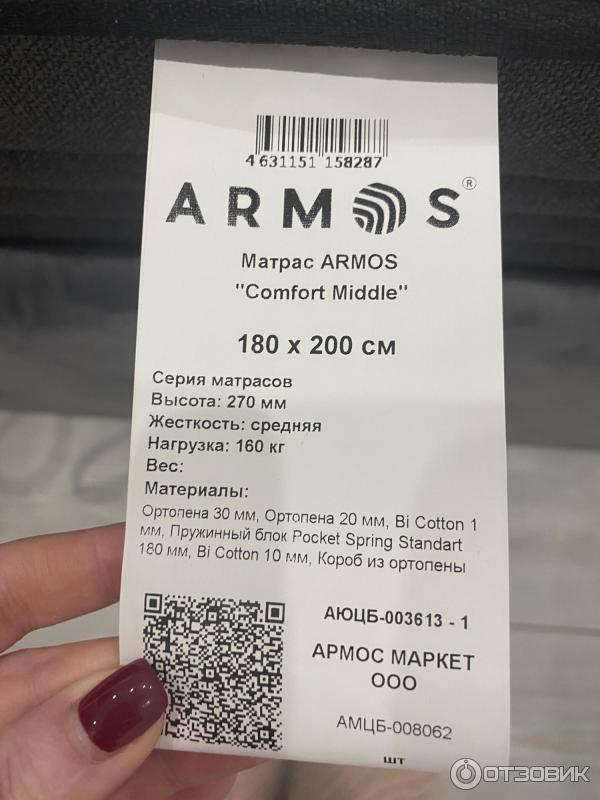 4 631151 158287
ARMOS®
Матрас ARMOS
"Comfort Middle"
180 x 200 см
Серия матрасов
Высота: 270 мм
Жесткость: средняя
Нагрузка: 160 кг
Вес:
Материалы:
Ортопена 30 мм, Ортопена 20 мм, Bi Cotton 1
мм, Пружинный блок Pocket Spring Standart
180 мм, Bi Cotton 10 мм, Короб из ортопены
АЮЦБ-003613 - 1
АРМОС МАРКЕТ
ООО
АМЦБ-008062
шт
ОТЗОВИК